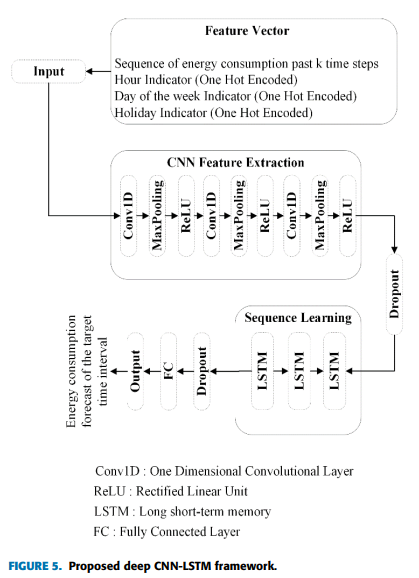 Feature Vector
Sequence of energy consumption past k time steps
Hour Indicator (One Hot Encoded)
Day of the week Indicator (One Hot Encoded)
Holiday Indicator (One Hot Encoded)
Input
CNN Feature Extraction
Conv1D
MaxPooling
ReLU
Conv1D
MaxPooling
ReLU
Conv1D
MaxPooling
ReLU
Dropout
Sequence Learning
LSTM
LSTM
LSTM
Dropout
FC
Output
Energy consumption
forecast of the target
time interval
Conv1D : One Dimensional Convolutional Layer
ReLU : Rectified Linear Unit
LSTM : Long short-term memory
FC : Fully Connected Layer
FIGURE 5. Proposed deep CNN-LSTM framework.